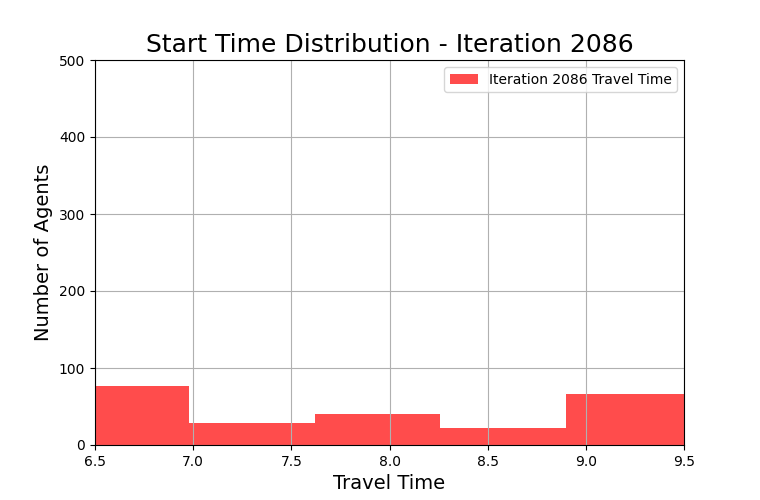 Start Time Distribution - Iteration 2086
500
Iteration 2086 Travel Time
400
300
200
100
0
Number of Agents
6.5 7.0 7.5 8.0 8.5 9.0 9.5
Travel Time